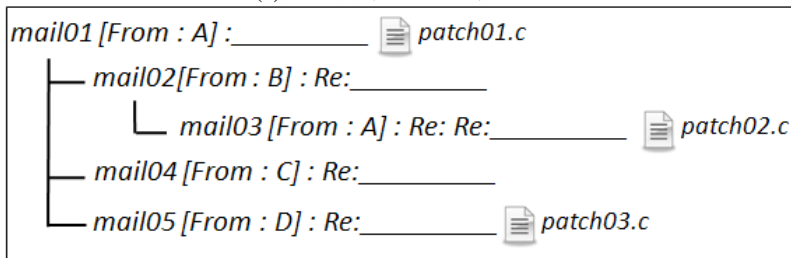 mail01 [From : A] :__________ patch01.c
mail02[From : B] : Re:__________
mail03 [From : A] : Re: Re:__________ patch02.c
mail04 [From : C] : Re:__________
mail05 [From : D] : Re:__________ patch03.c